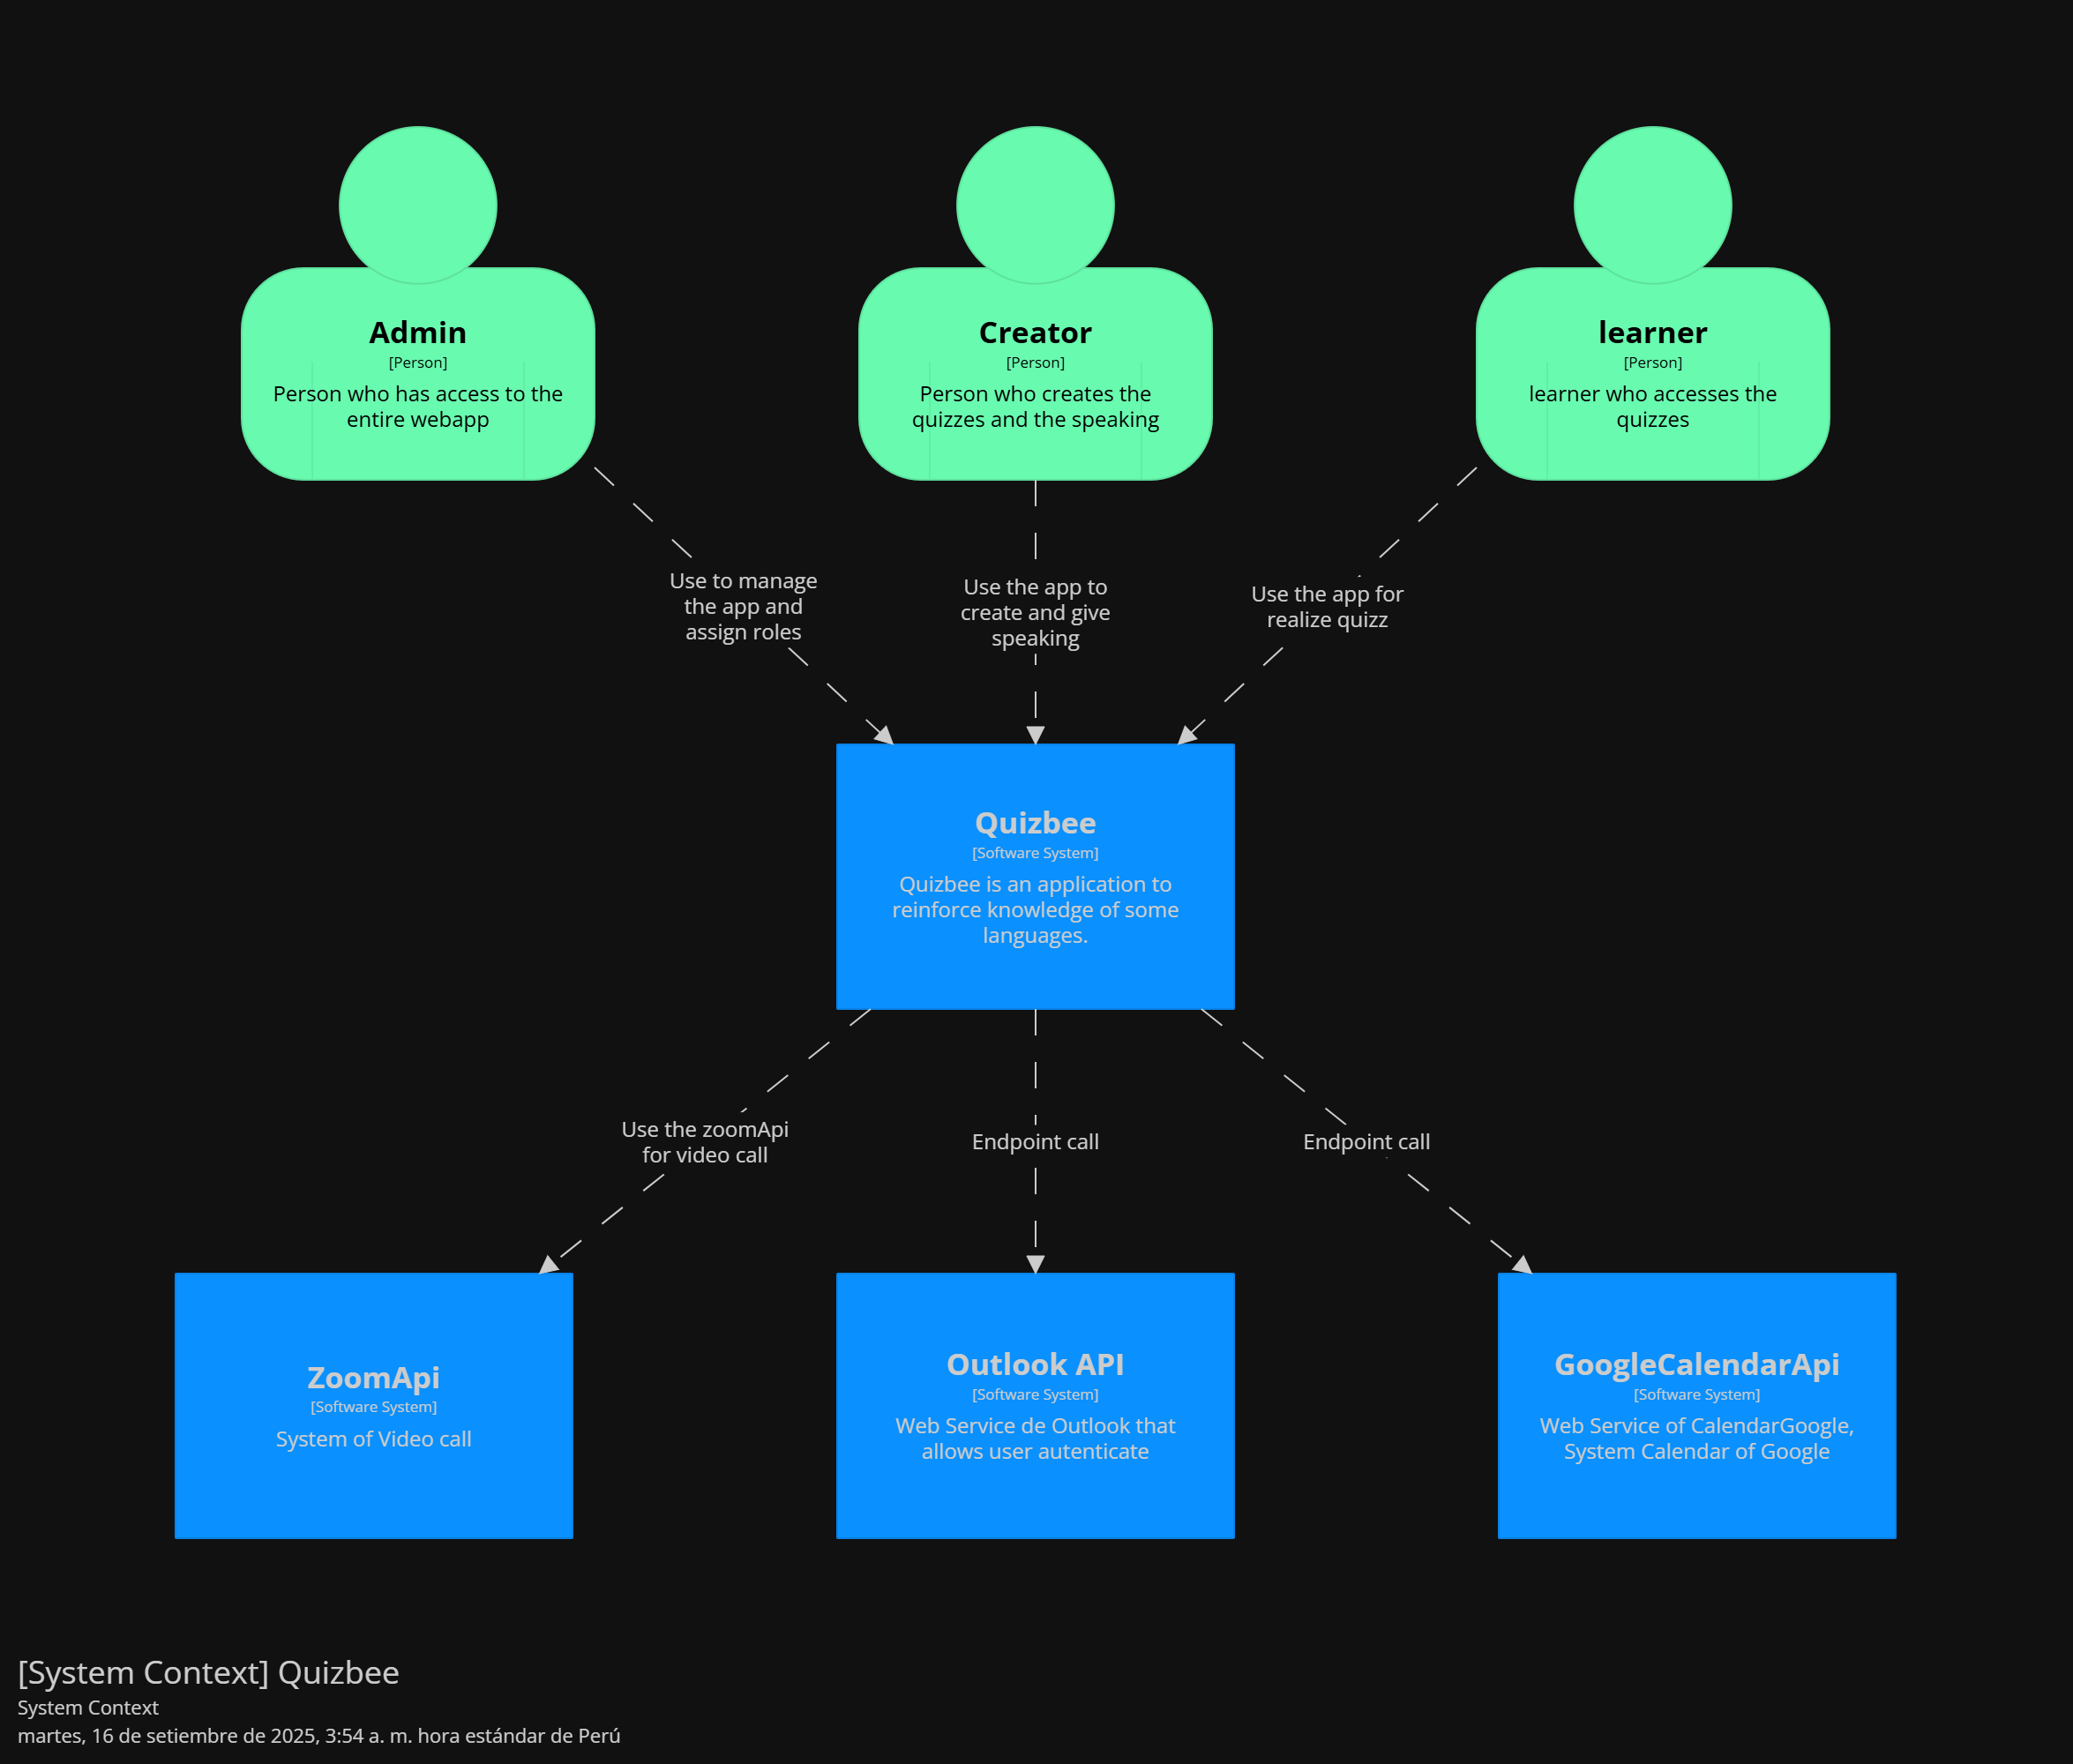 Admin
[Person]
Person who has access to the
entire webapp
Creator
[Person]
Person who creates the
quizzes and the speaking
learner
[Person]
learner who accesses the
quizzes
Use to manage
the app and
assign roles
Use the app to
create and give
speaking
Use the app for
realize quizz
Quizbee
[Software System]
Quizbee is an application to
reinforce knowledge of some
languages.
Use the zoomApi
for video call
Endpoint call
Endpoint call
ZoomApi
[Software System]
System of Video call
Outlook API
[Software System]
Web Service de Outlook that
allows user autenticate
GoogleCalendarApi
[Software System]
Web Service of CalendarGoogle,
System Calendar of Google
[System Context] Quizbee
System Context
martes, 16 de setiembre de 2025, 3:54 a. m. hora estándar de Perú